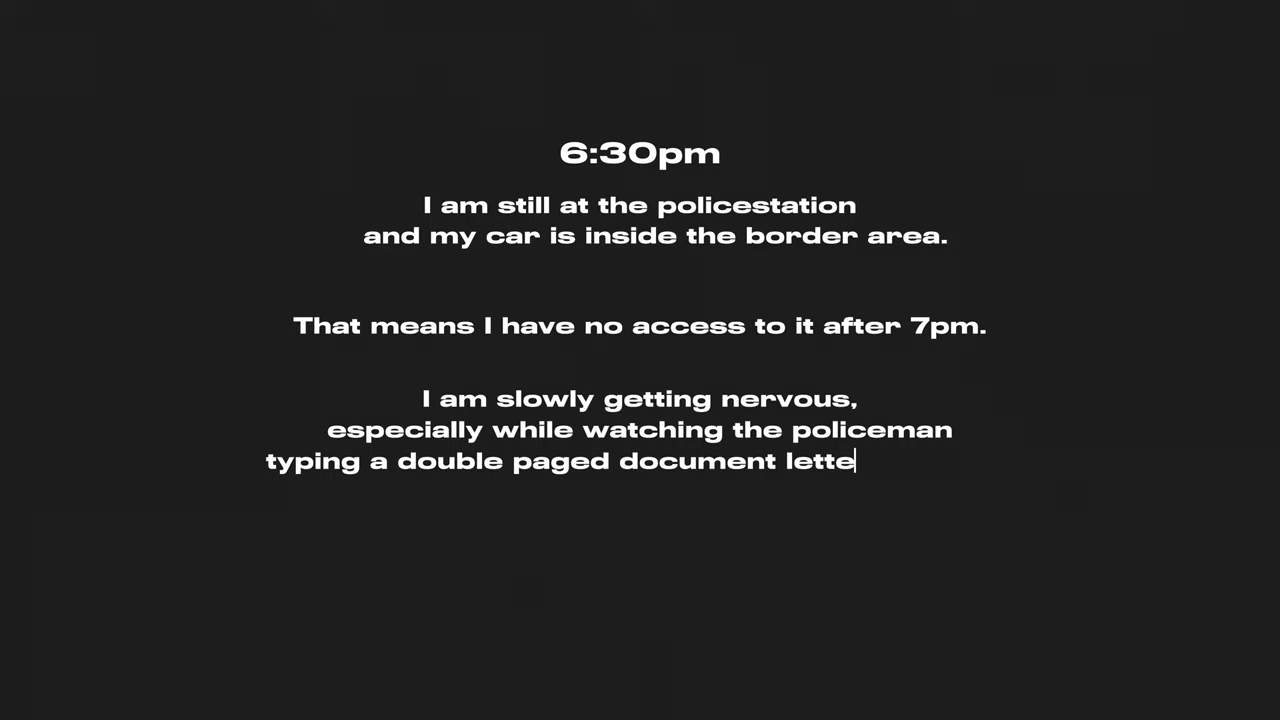 6:30pm
I am still at the policestation
and my car is inside the border area.
That means I have no access to it after 7pm.
I am slowly getting nervous,
especially while watching the policeman
typing a double paged document lette